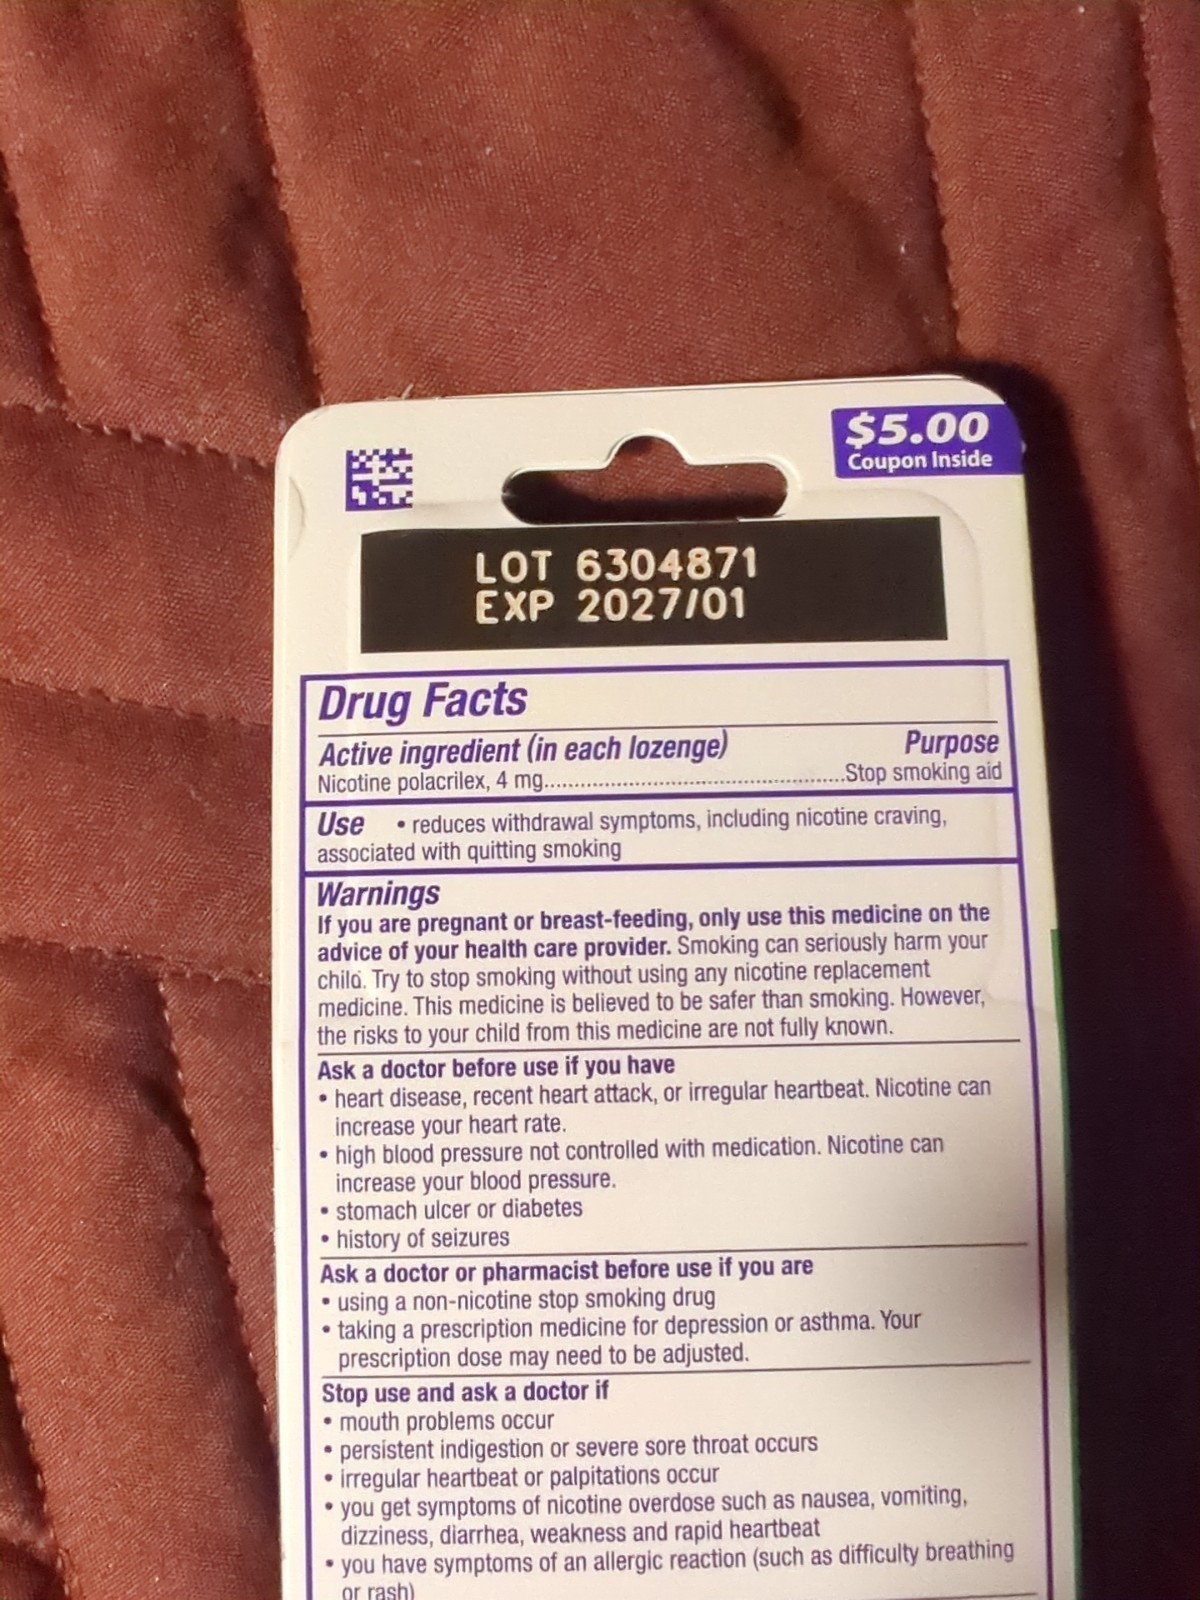 $5.00
Coupon Inside
LOT 6304871
EXP 2027/01
Drug Facts
Active ingredient (in each lozenge) Purpose
Nicotine polacrilex, 4 mg..............................................Stop smoking aid
Use • reduces withdrawal symptoms, including nicotine craving,
associated with quitting smoking
Warnings
If you are pregnant or breast-feeding, only use this medicine on the
advice of your health care provider. Smoking can seriously harm your
child. Try to stop smoking without using any nicotine replacement
medicine. This medicine is believed to be safer than smoking. However,
the risks to your child from this medicine are not fully known.
Ask a doctor before use if you have
• heart disease, recent heart attack, or irregular heartbeat. Nicotine can
increase your heart rate.
• high blood pressure not controlled with medication. Nicotine can
increase your blood pressure.
• stomach ulcer or diabetes
• history of seizures
Ask a doctor or pharmacist before use if you are
• using a non-nicotine stop smoking drug
• taking a prescription medicine for depression or asthma. Your
prescription dose may need to be adjusted.
Stop use and ask a doctor if
• mouth problems occur
• persistent indigestion or severe sore throat occurs
• irregular heartbeat or palpitations occur
• you get symptoms of nicotine overdose such as nausea, vomiting,
dizziness, diarrhea, weakness and rapid heartbeat
• you have symptoms of an allergic reaction (such as difficulty breathing
or rash)